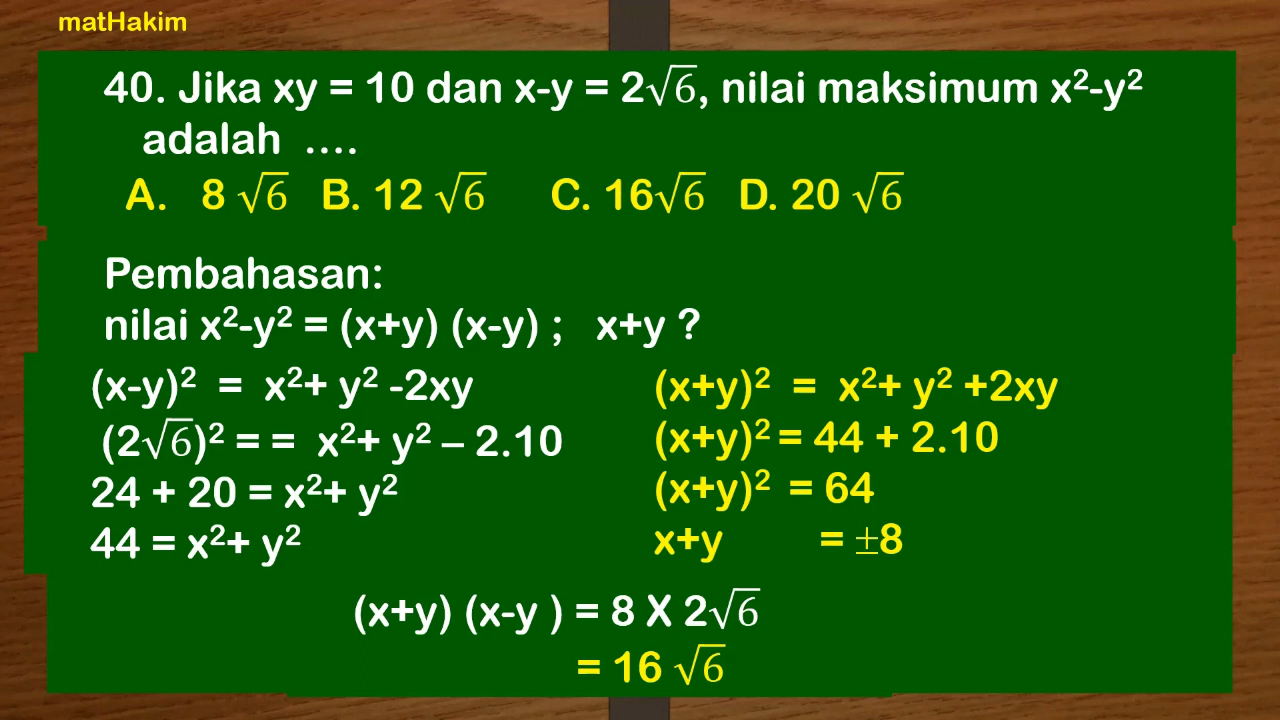 matHakim
40. Jika xy = 10 dan x-y = 2√6, nilai maksimum x²-y²
adalah ....
A. 8 √6 B. 12 √6 C. 16√6 D. 20 √6
Pembahasan:
nilai x²-y² = (x+y) (x-y) ; x+y ?
(x-y)² = x²+ y² -2xy
(2√6)² = = x²+ y² – 2.10
24 + 20 = x²+ y²
44 = x²+ y²
(x+y)² = x²+ y² +2xy
(x+y)² = 44 + 2.10
(x+y)² = 64
x+y = ±8
(x+y) (x-y ) = 8 X 2√6
= 16 √6